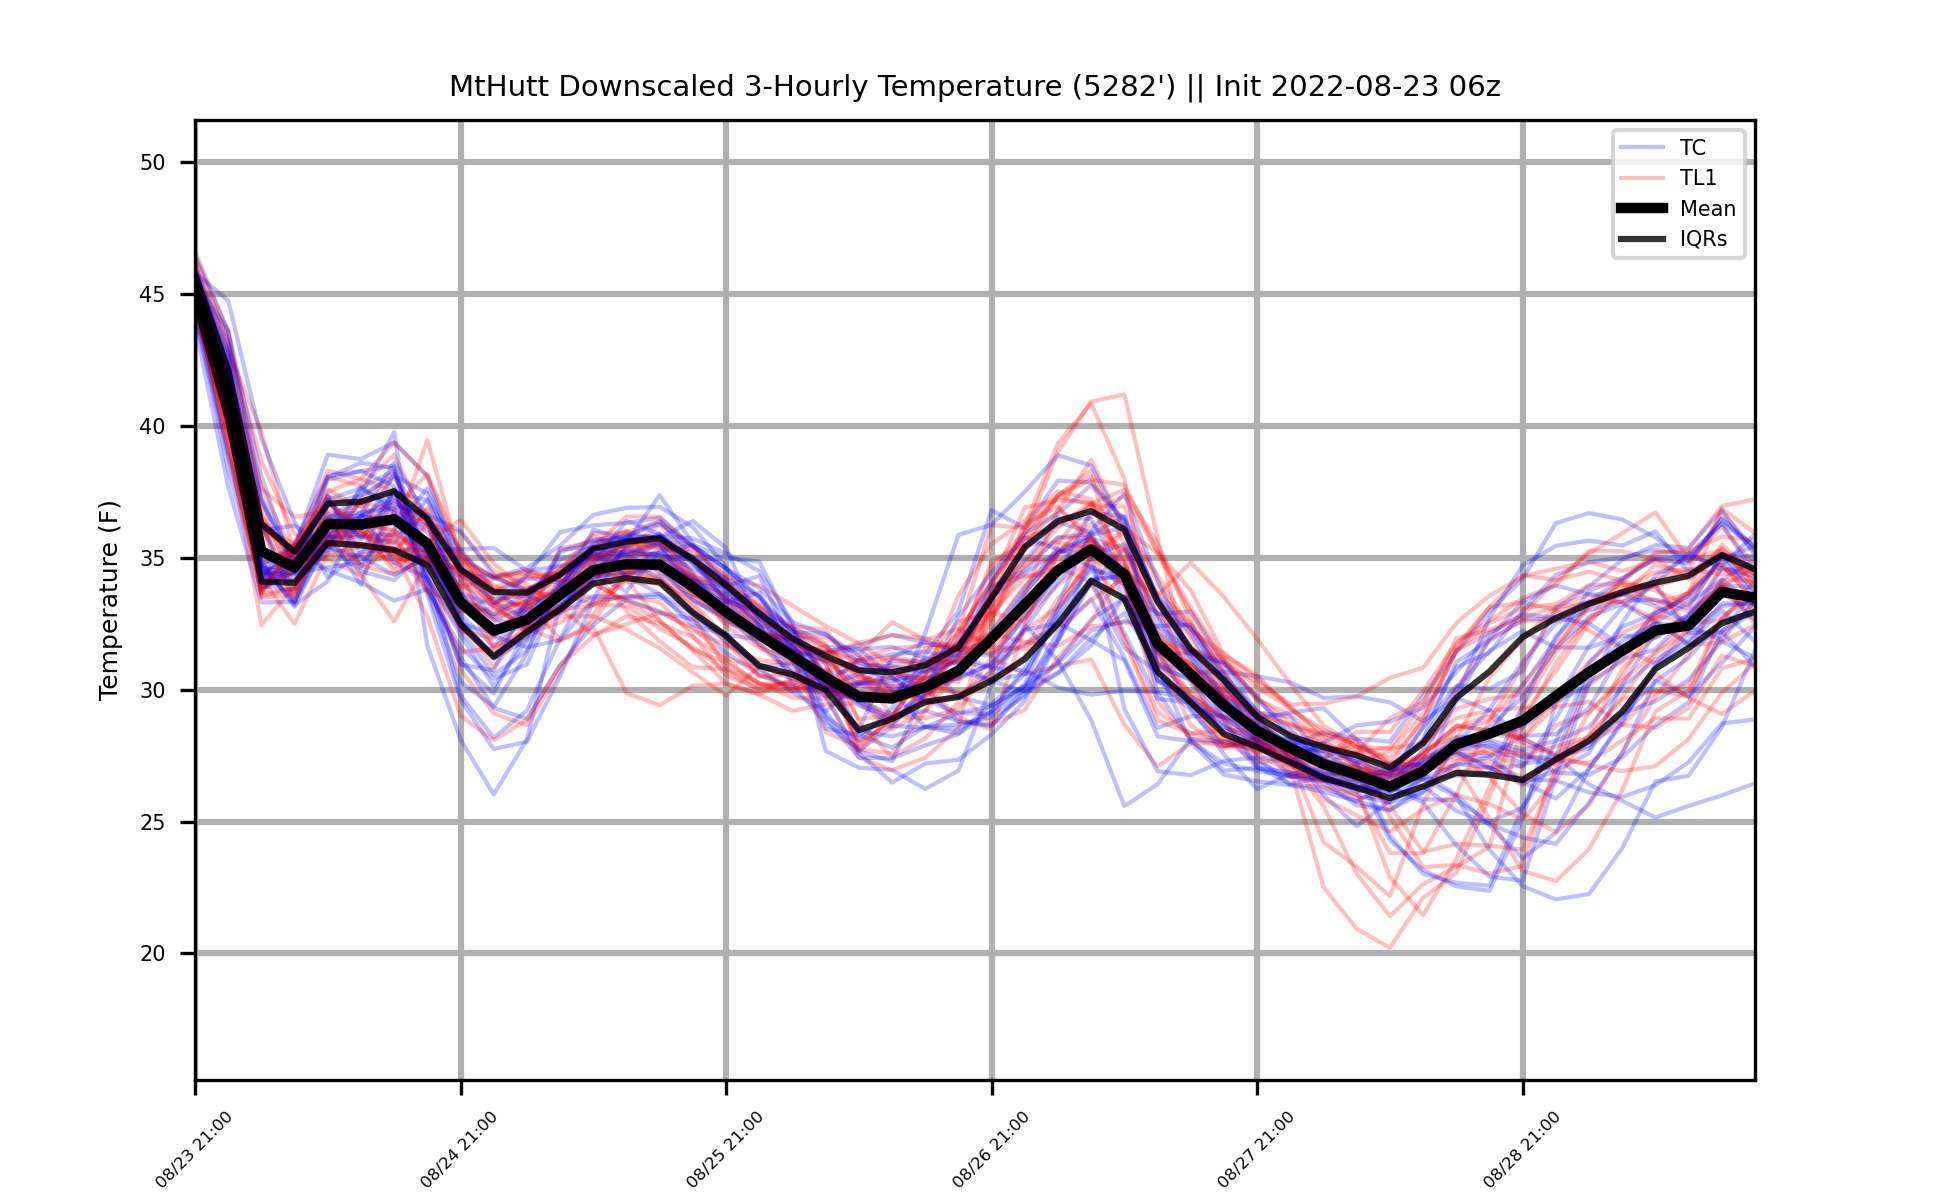 MtHutt Downscaled 3-Hourly Temperature (5282') || Init 2022-08-23 06z
TC
TL1
Mean
IQRs
Temperature (F)
50
45
40
35
30
25
20
08/23 21:00
08/24 21:00
08/25 21:00
08/26 21:00
08/27 21:00
08/28 21:00